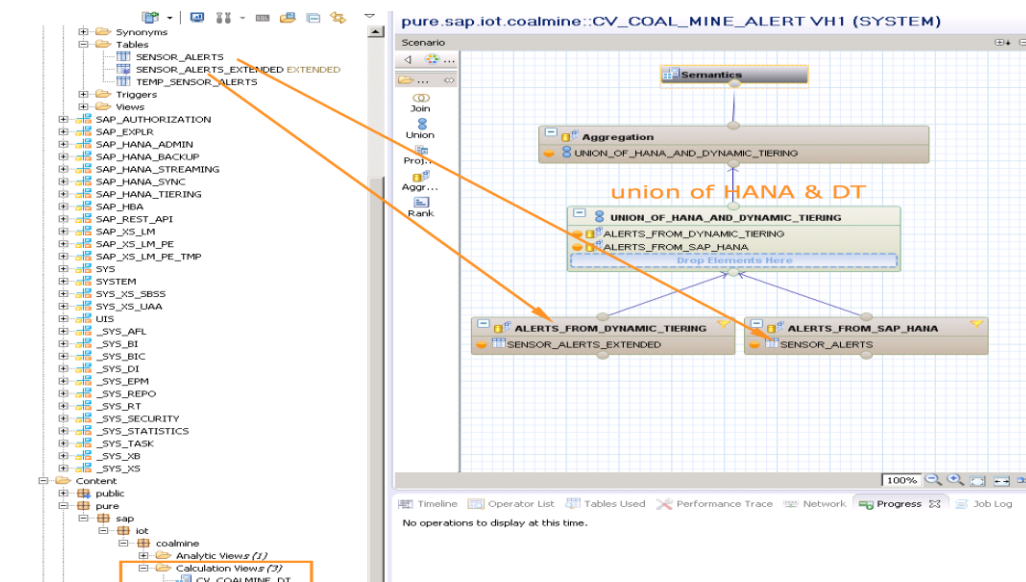 Synonyms
Tables
SENSOR_ALERTS
SENSOR_ALERTS_EXTENDED EXTENDED
TEMP_SENSOR_ALERTS
Triggers
Views
SAP_AUTHORIZATION
SAP_EXPLR
SAP_HANA_ADMIN
SAP_HANA_BACKUP
SAP_HANA_STREAMING
SAP_HANA_SYNC
SAP_HANA_TIERING
SAP_HBA
SAP_REST_API
SAP_XS_LM
SAP_XS_LM_PE
SAP_XS_LM_PE_TMP
SYS
SYSTEM
SYS_XS_SBSS
SYS_XS_UAA
UIS
_SYS_AFL
_SYS_BI
_SYS_BIC
_SYS_DI
_SYS_EPM
_SYS_REPO
_SYS_RT
_SYS_SECURITY
_SYS_STATISTICS
_SYS_TASK
_SYS_XB
_SYS_XS
Content
public
pure
sap
iot
coalmine
Analytic Views (1)
Calculation Views (3)
CV_COALMINE_DT
pure.sap.iot.coalmine::CV_COAL_MINE_ALERT VH1 (SYSTEM)
Scenario
...
...
Join
Union
Proj...
Aggr...
Rank
Semantics
Aggregation
UNION_OF_HANA_AND_DYNAMIC_TIERING
union of HANA & DT
UNION_OF_HANA_AND_DYNAMIC_TIERING
ALERTS_FROM_DYNAMIC_TIERING
ALERTS_FROM_SAP_HANA
Drop Elements Here
ALERTS_FROM_DYNAMIC_TIERING
SENSOR_ALERTS_EXTENDED
ALERTS_FROM_SAP_HANA
SENSOR_ALERTS
100%
Timeline Operator List Tables Used Performance Trace Network Progress Job Log
No operations to display at this time.